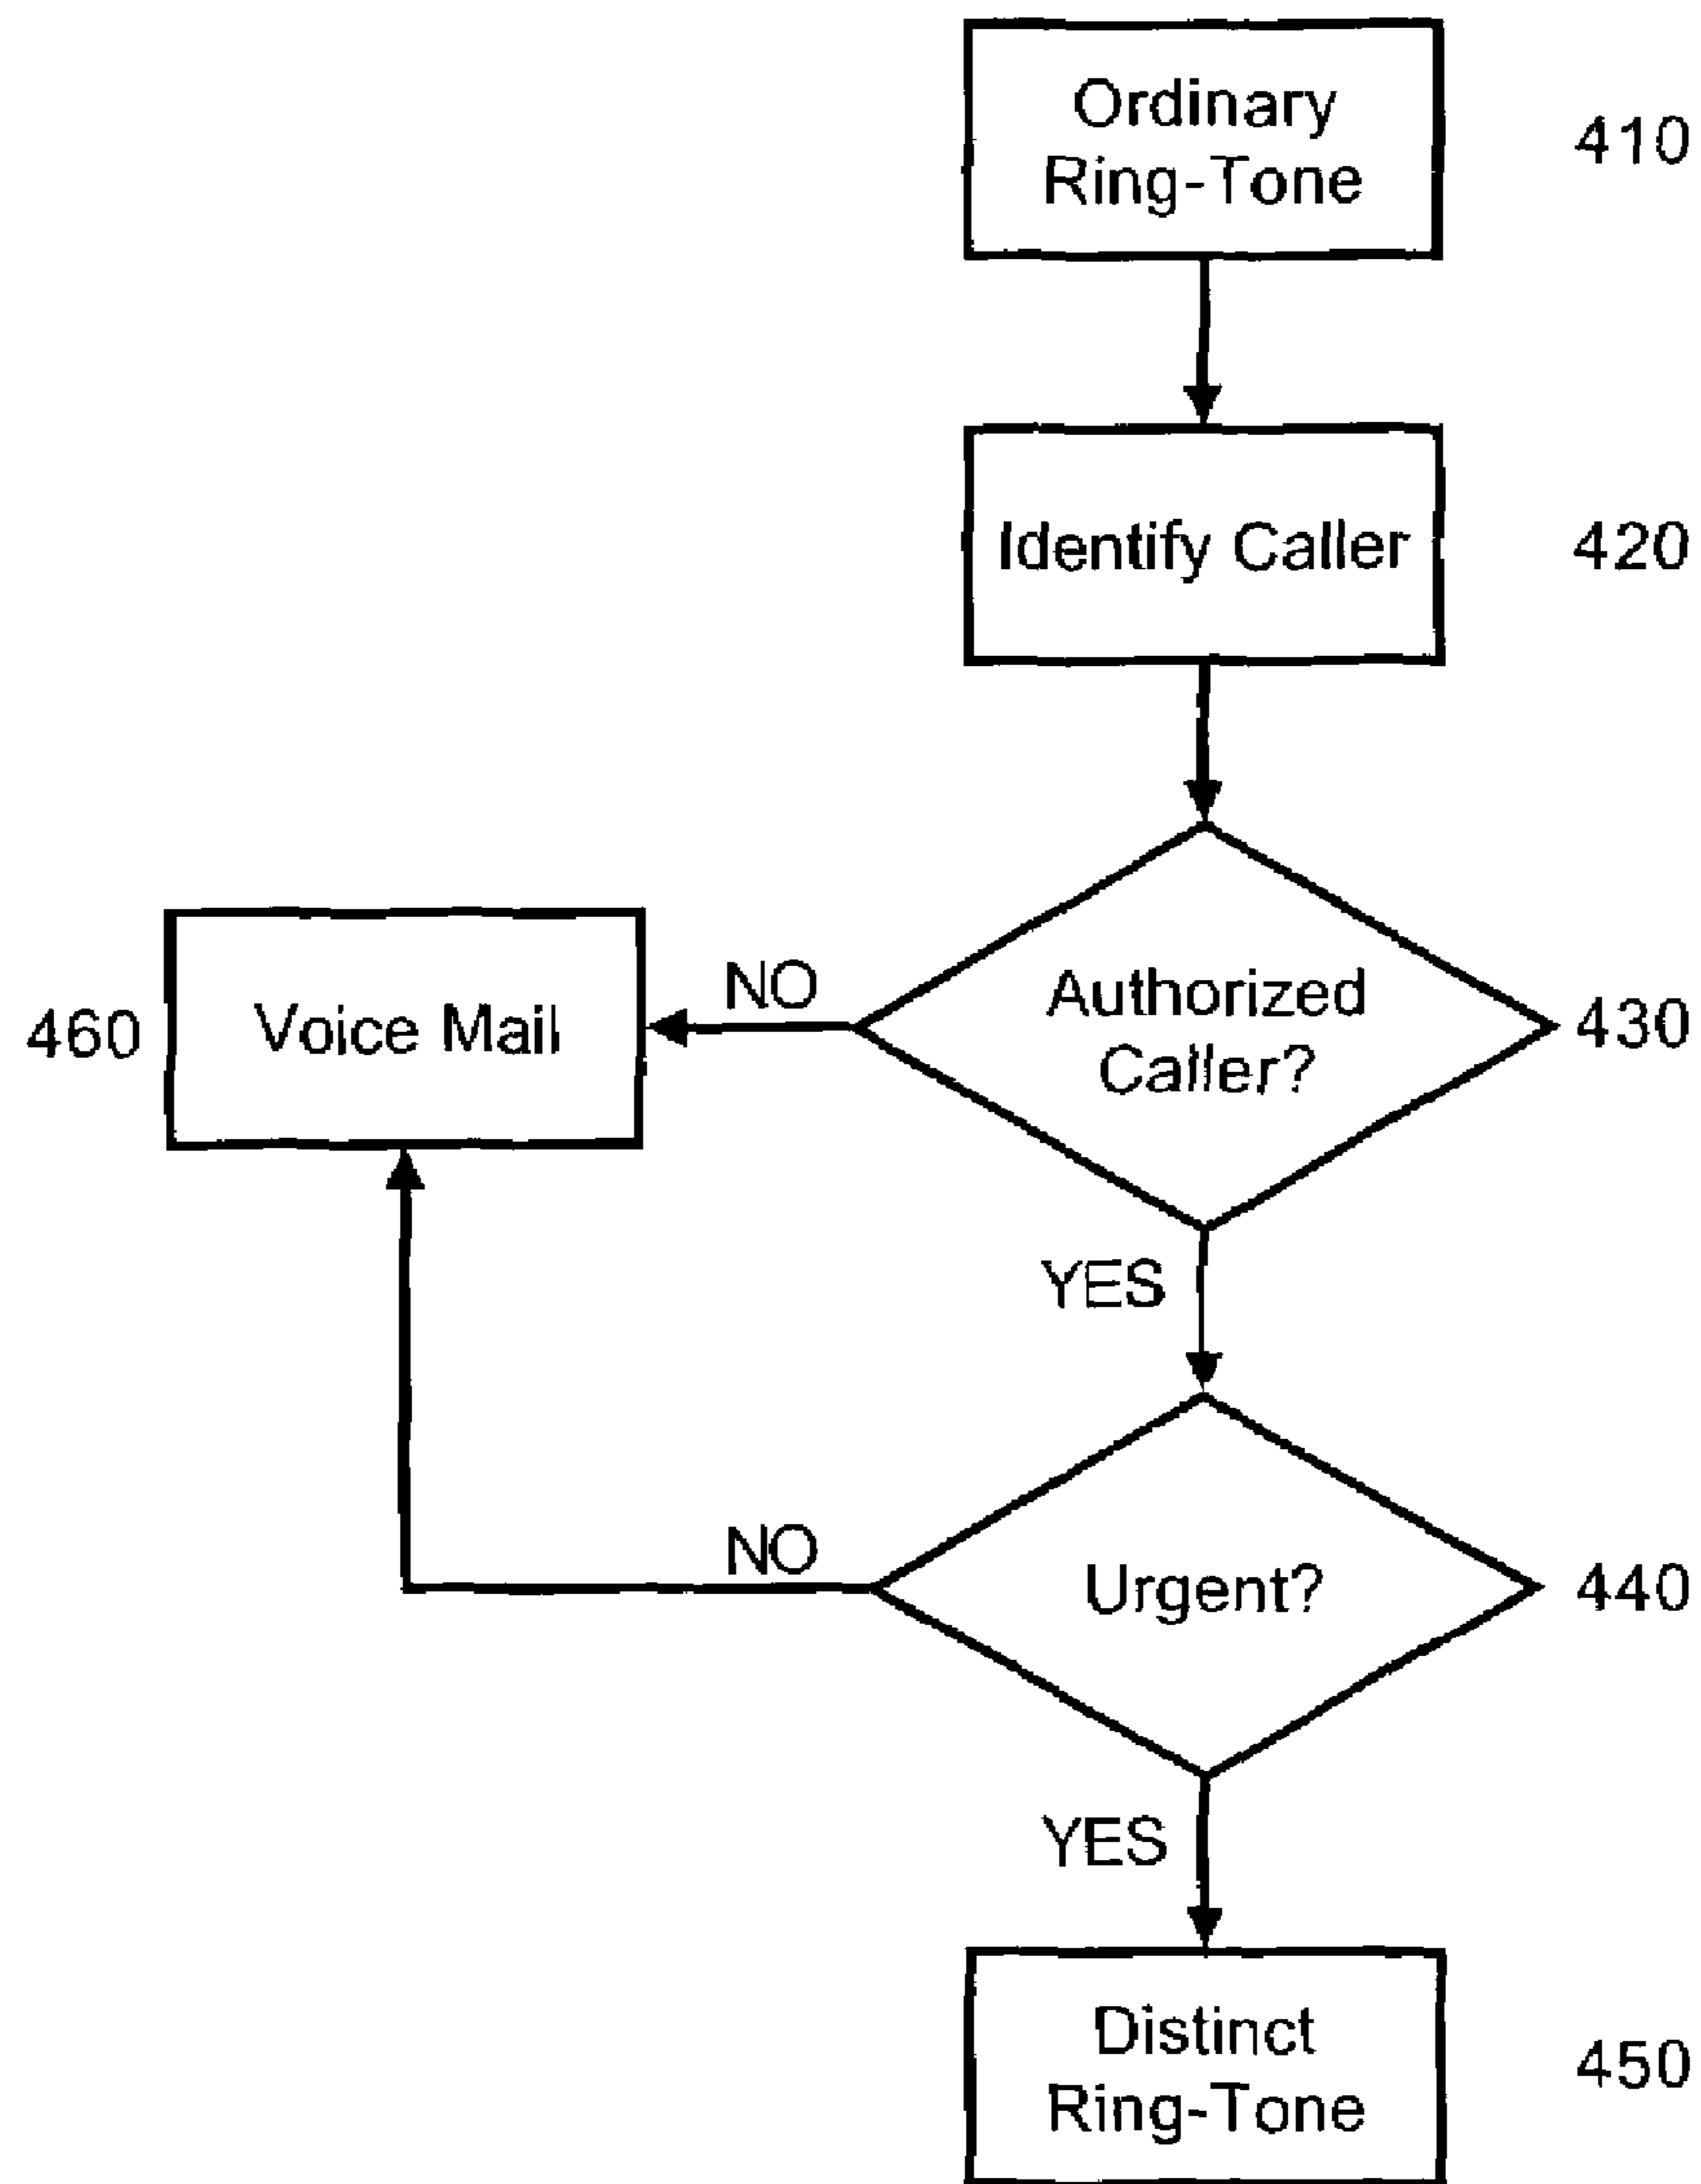 Ordinary
Ring-Tone
410
Identify Caller
420
Authorized
Caller?
430
NO
Voice Mail
460
YES
Urgent?
440
NO
YES
Distinct
Ring-Tone
450